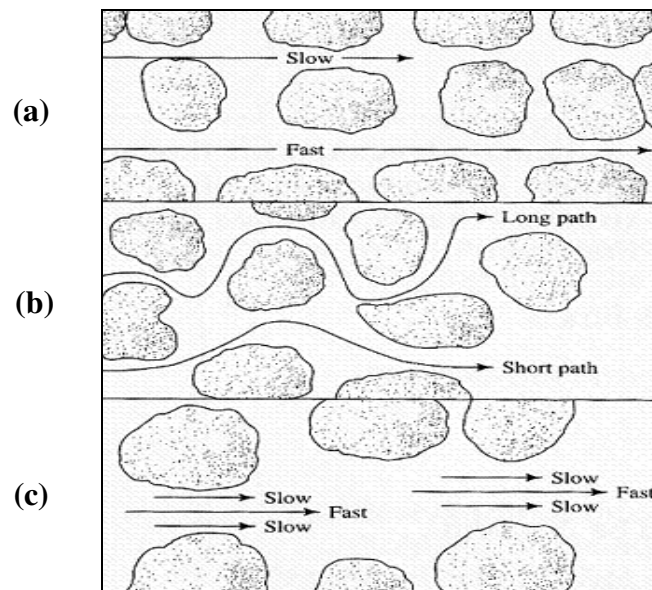 Slow
(a)
Fast
Long path
(b)
Short path
Slow
(c)
Slow
Fast
Slow
Fast
Slow